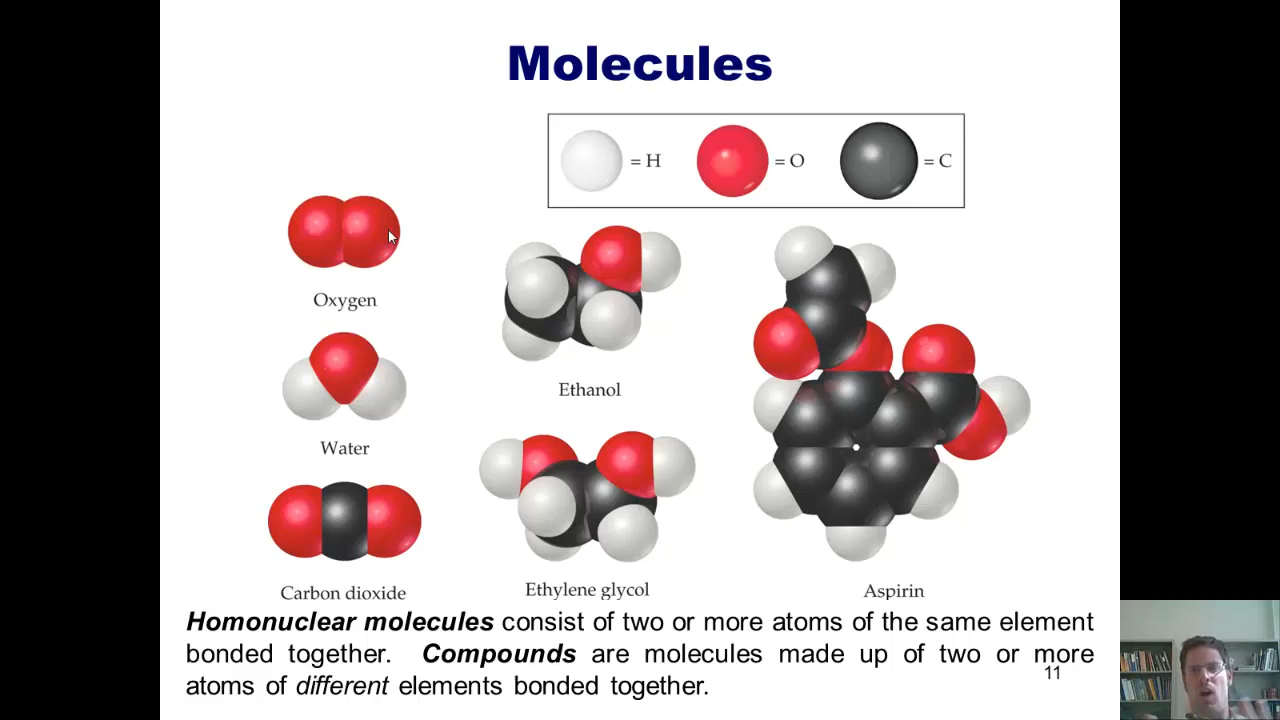 Molecules
= H = O = C
Oxygen
Ethanol
Water
Carbon dioxide
Ethylene glycol
Aspirin
Homonuclear molecules consist of two or more atoms of the same element
bonded together. Compounds are molecules made up of two or more
atoms of different elements bonded together.
11